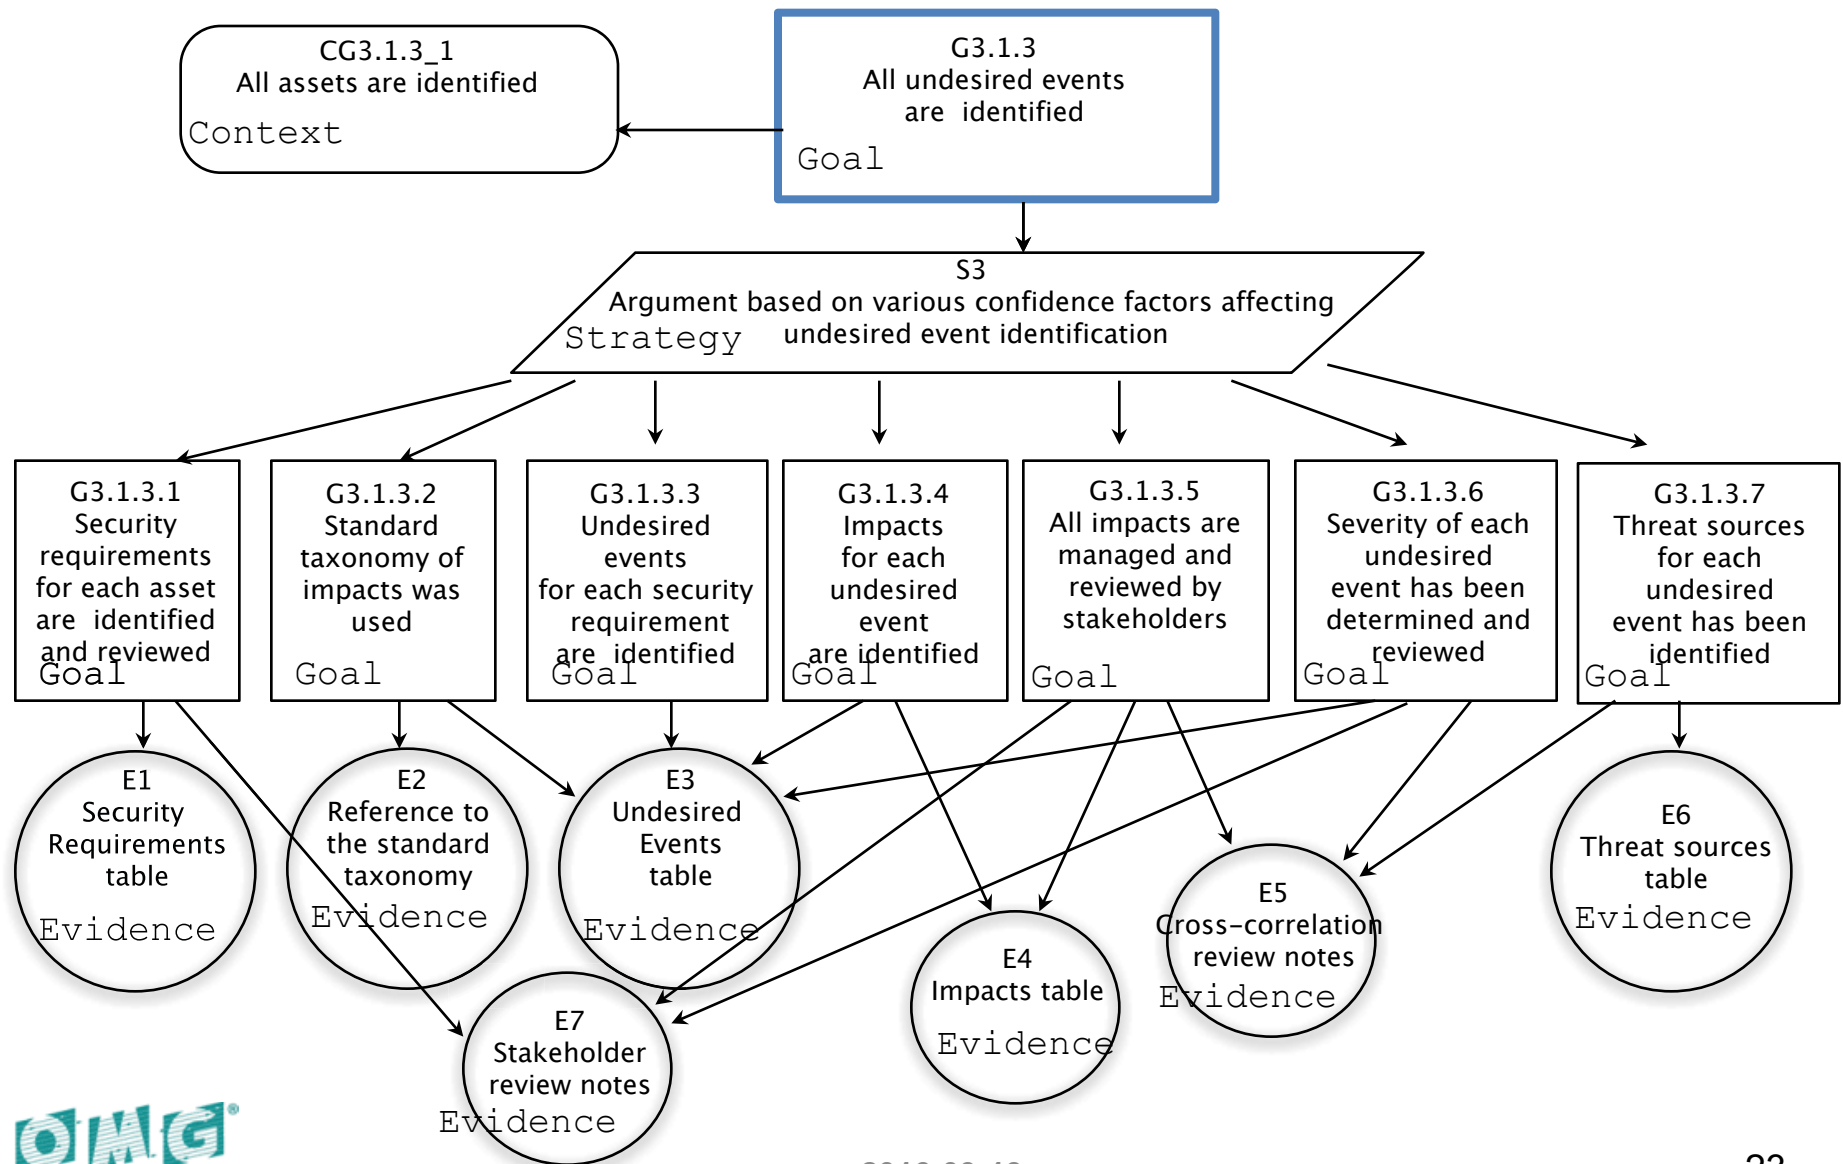 CG3.1.3_1
All assets are identified
Context
G3.1.3
All undesired events
are identified
Goal
S3
Argument based on various confidence factors affecting
undesired event identification
Strategy
G3.1.3.1
Security
requirements
for each asset
are identified
and reviewed
Goal
G3.1.3.2
Standard
taxonomy of
impacts was
used
Goal
G3.1.3.3
Undesired
events
for each security
requirement
are identified
Goal
G3.1.3.4
Impacts
for each
undesired
event
are identified
Goal
G3.1.3.5
All impacts are
managed and
reviewed by
stakeholders
Goal
G3.1.3.6
Severity of each
undesired
event has been
determined and
reviewed
Goal
G3.1.3.7
Threat sources
for each
undesired
event has been
identified
Goal
E1
Security
Requirements
table
Evidence
E2
Reference to
the standard
taxonomy
Evidence
E3
Undesired
Events
table
Evidence
E4
Impacts table
Evidence
E5
Cross-correlation
review notes
Evidence
E6
Threat sources
table
Evidence
E7
Stakeholder
review notes
Evidence
OMG®